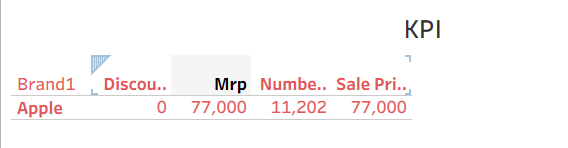 KPI
Brand1 Discou.. Mrp Numbe.. Sale Pri..
Apple 0 77,000 11,202 77,000